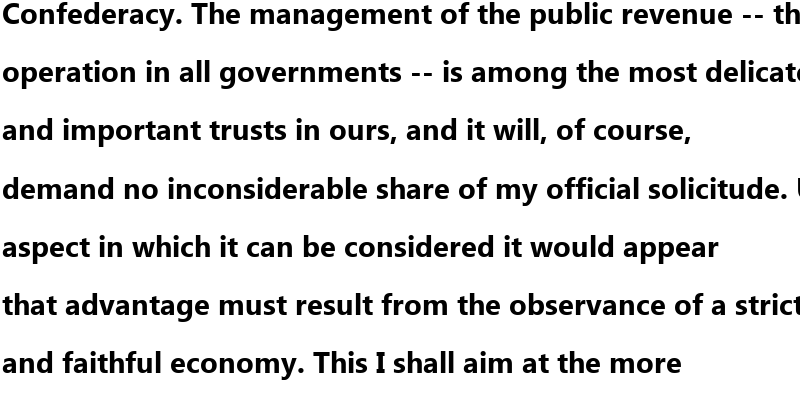 Confederacy. The management of the public revenue -- th
operation in all governments -- is among the most delicate
and important trusts in ours, and it will, of course,
demand no inconsiderable share of my official solicitude.
aspect in which it can be considered it would appear
that advantage must result from the observance of a strict
and faithful economy. This I shall aim at the more